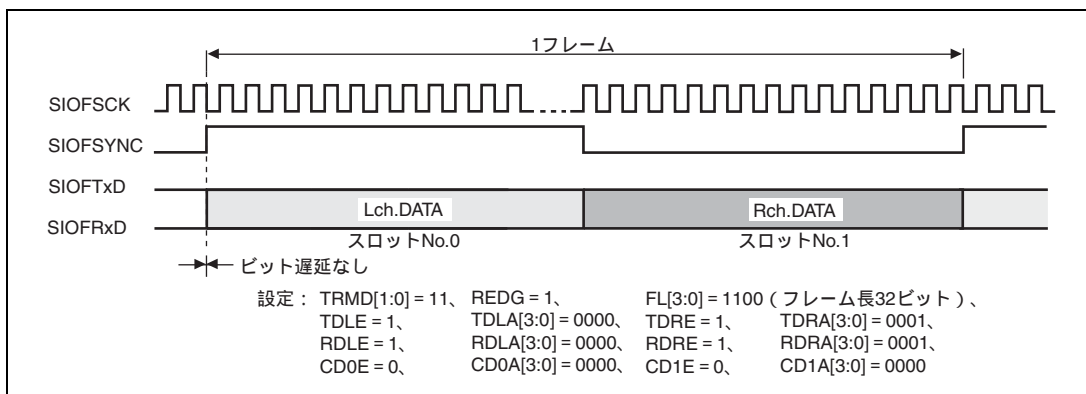 1フレーム
SIOFSCK
SIOFSYNC
SIOFTxD
SIOFRxD
Lch.DATA
Rch.DATA
スロットNo.0
スロットNo.1
ビット遅延なし
設定： TRMD[1:0] = 11、 REDG = 1、 FL[3:0] = 1100（フレーム長32ビット）、
TDLE = 1、 TDLA[3:0] = 0000、 TDRE = 1、 TDRA[3:0] = 0001、
RDLE = 1、 RDLA[3:0] = 0000、 RDRE = 1、 RDRA[3:0] = 0001、
CD0E = 0、 CD0A[3:0] = 0000、 CD1E = 0、 CD1A[3:0] = 0000